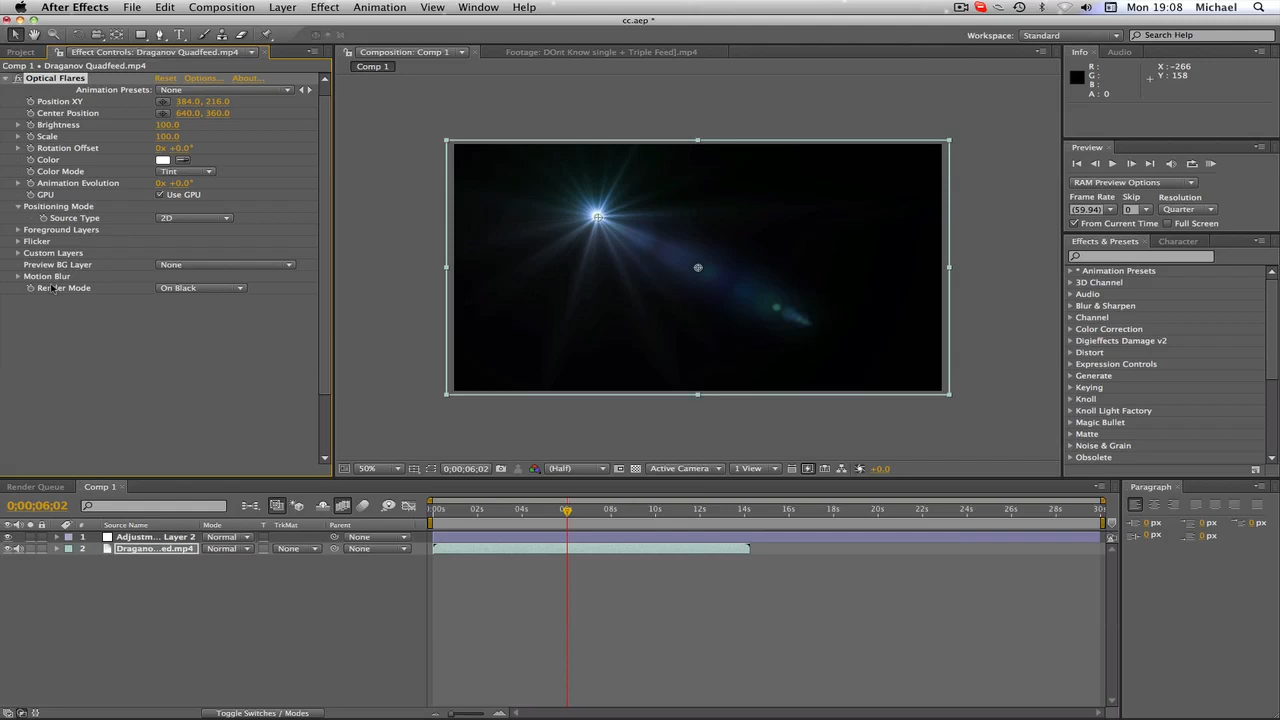 After Effects File Edit Composition Layer Effect Animation View Window Help Mon 19:08 Michael
cc.aep *
Workspace: Standard Search Help
Project Effect Controls: Draganov Quadfeed.mp4 Composition: Comp 1 Footage: DOnt Know single + Triple Feed].mp4 Info Audio
Comp 1 • Draganov Quadfeed.mp4 Comp 1
R: X: -266
G: Y: 158
B:
A: 0
Optical Flares Reset Options... About...
Animation Presets: None
Position XY 384.0, 216.0
Center Position 640.0, 360.0
Brightness 100.0
Scale 100.0
Rotation Offset 0x +0.0°
Color
Color Mode Tint
Animation Evolution 0x +0.0°
GPU Use GPU
Positioning Mode
Source Type 2D
Foreground Layers
Flicker
Custom Layers
Preview BG Layer None
Motion Blur
Render Mode On Black
Preview
RAM Preview Options
Frame Rate Skip Resolution
(59.94) 0 Quarter
From Current Time Full Screen
Effects & Presets Character
* Animation Presets
3D Channel
Audio
Blur & Sharpen
Channel
Color Correction
Digieffects Damage v2
Distort
Expression Controls
Generate
Keying
Knoll
Knoll Light Factory
Magic Bullet
Matte
Noise & Grain
Obsolete
50% 0;00;06;02 (Half) Active Camera 1 View +0.0
Render Queue Comp 1 Paragraph
0;00;06;02
:00s 02s 04s 08s 10s 12s 14s 16s 18s 20s 22s 24s 26s 28s 30s
# Source Name Mode T TrkMat Parent
1 Adjustm... Layer 2 Normal None
2 Dragano...ed.mp4 Normal None None
0 px 0 px 0 px
0 px 0 px
Toggle Switches / Modes